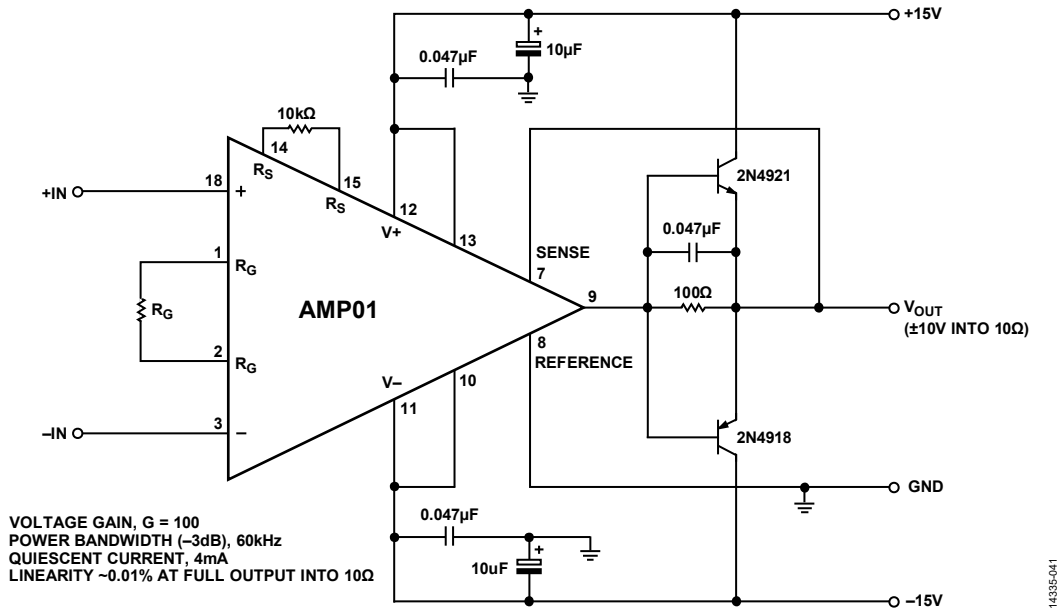 +15V
0.047µF
10µF
+
10kΩ
14
RS
15
RS
12
V+
13
2N4921
+IN
18
+
SENSE
7
0.047µF
1
RG
RG
AMP01
9
100Ω
VOUT
(±10V INTO 10Ω)
2
RG
8
REFERENCE
V–
10
11
–IN
3
–
2N4918
GND
VOLTAGE GAIN, G = 100
POWER BANDWIDTH (–3dB), 60kHz
QUIESCENT CURRENT, 4mA
LINEARITY ~0.01% AT FULL OUTPUT INTO 10Ω
0.047µF
10uF
+
–15V
14335-041